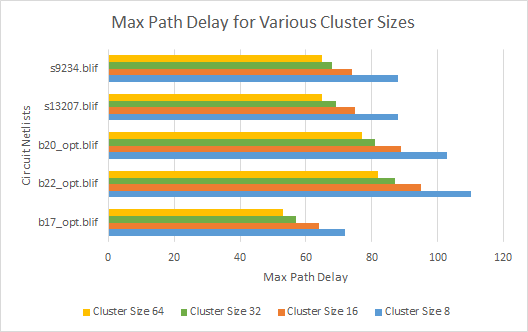 Max Path Delay for Various Cluster Sizes
Circuit Netlists
s9234.blif
s13207.blif
b20_opt.blif
b22_opt.blif
b17_opt.blif
0 20 40 60 80 100 120
Max Path Delay
Cluster Size 64 Cluster Size 32 Cluster Size 16 Cluster Size 8